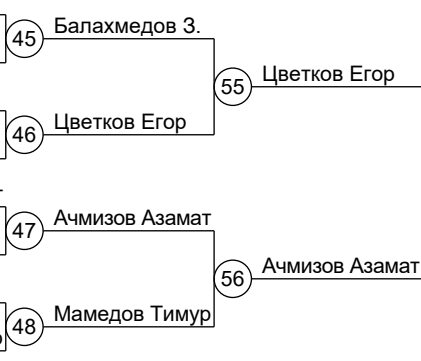 45 Балахмедов З.
55 Цветков Егор
46 Цветков Егор
47 Ачмизов Азамат
56 Ачмизов Азамат
48 Мамедов Тимур